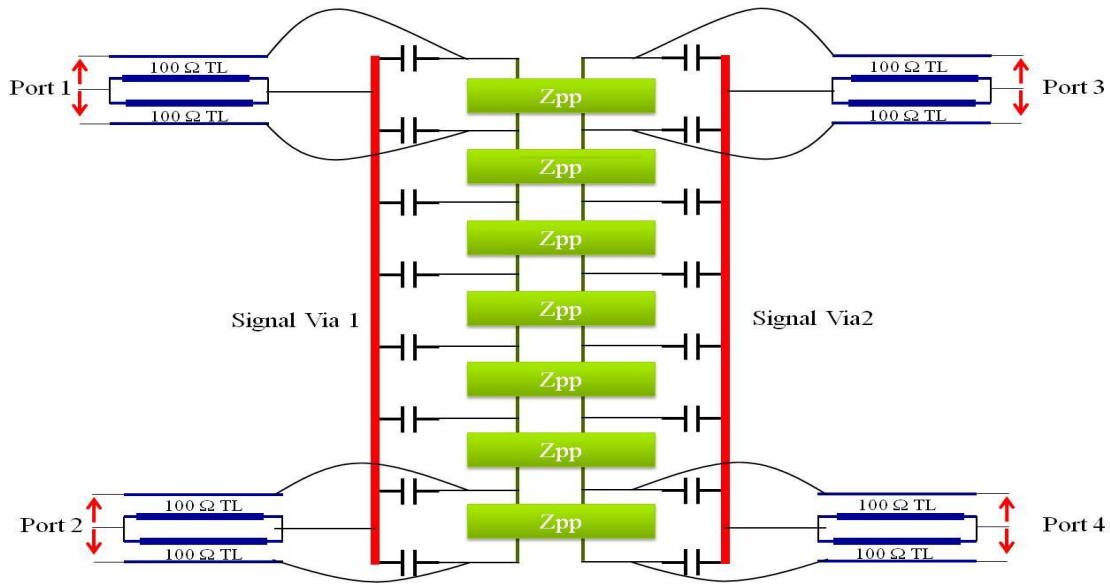 100 Ω TL
Port 1
100 Ω TL
100 Ω TL
Port 3
100 Ω TL
Zpp
Zpp
Zpp
Zpp
Zpp
Zpp
Zpp
Signal Via 1
Signal Via2
100 Ω TL
Port 2
100 Ω TL
100 Ω TL
Port 4
100 Ω TL